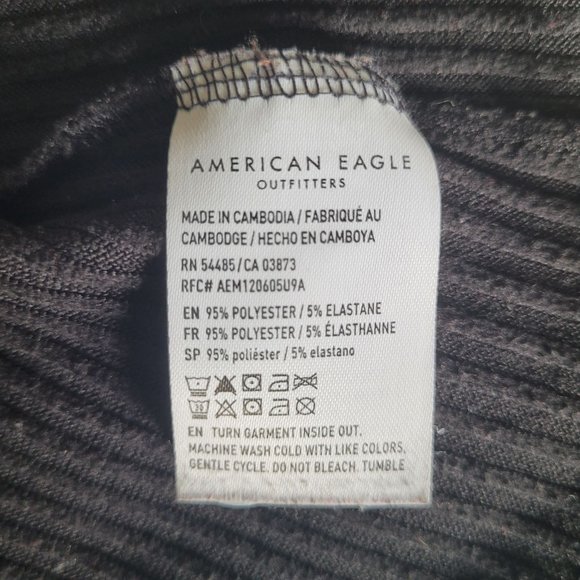 AMERICAN EAGLE
OUTFITTERS
MADE IN CAMBODIA / FABRIQUÉ AU
CAMBODGE / HECHO EN CAMBOYA
RN 54485 / CA 03873
RFC# AEM120605U9A
EN 95% POLYESTER / 5% ELASTANE
FR 95% POLYESTER / 5% ÉLASTHANNE
SP 95% poliéster / 5% elastano
30
EN TURN GARMENT INSIDE OUT.
MACHINE WASH COLD WITH LIKE COLORS.
GENTLE CYCLE. DO NOT BLEACH. TUMBLE